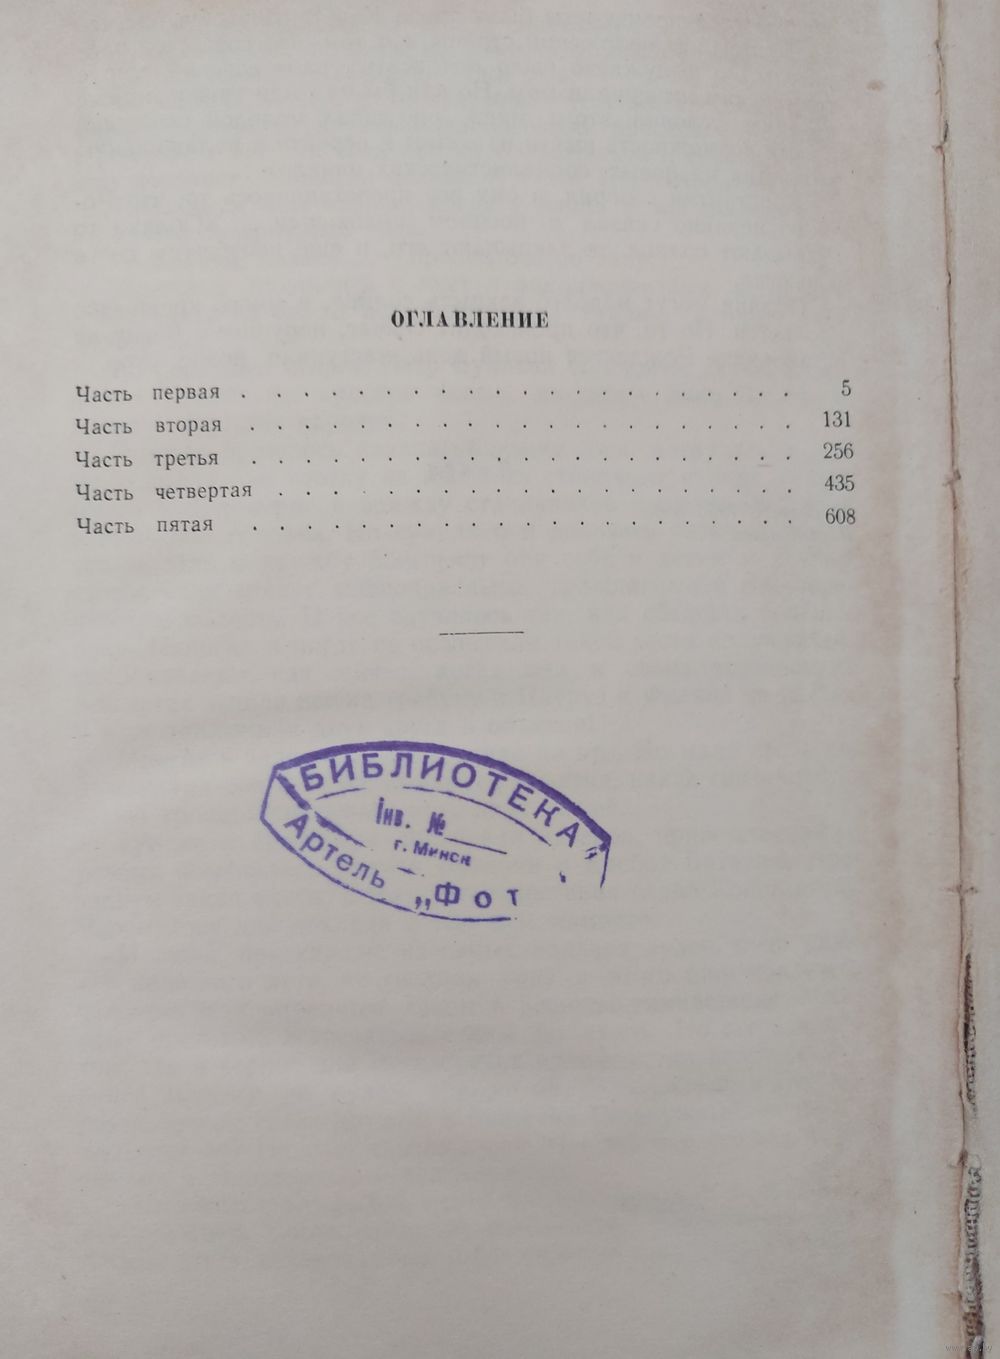 ОГЛАВЛЕНИЕ
Часть первая . . . . . . . . . . . . . . . . . . . . . 5
Часть вторая . . . . . . . . . . . . . . . . . . . . . 131
Часть третья . . . . . . . . . . . . . . . . . . . . . 256
Часть четвертая . . . . . . . . . . . . . . . . . . . . 435
Часть пятая . . . . . . . . . . . . . . . . . . . . . 608
БИБЛИОТЕКА
Інв. №
г. Минск
Артель „Фот